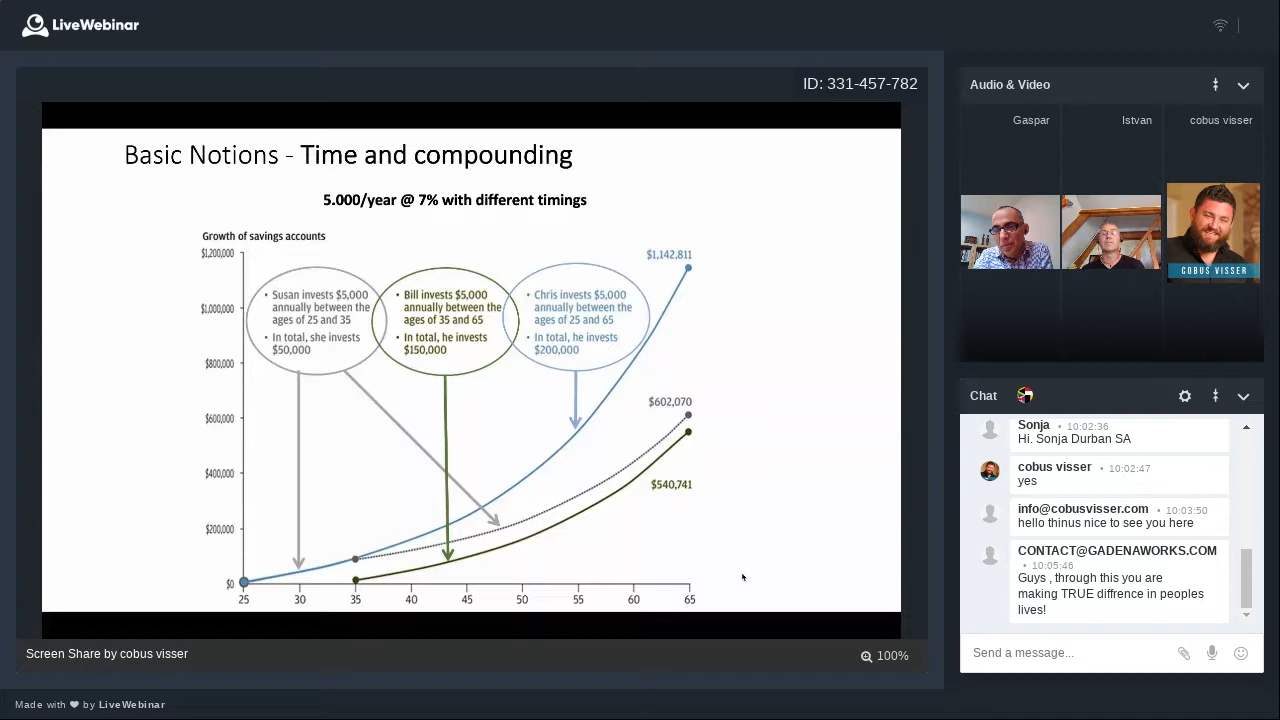 LiveWebinar
ID: 331-457-782
Basic Notions - Time and compounding
5.000/year @ 7% with different timings
Growth of savings accounts
$1200,000
$1,000,000
$800,000
$600,000
$400,000
$200,000
$0
25 30 35 40 45 50 55 60 65
• Susan invests $5,000
annually between the
ages of 25 and 35
• In total, she invests
$50,000
• Bill invests $5,000
annually between the
ages of 35 and 65
• In total, he invests
$150,000
• Chris invests $5,000
annually between the
ages of 25 and 65
• In total, he invests
$200,000
$1,142,811
$602,070
$540,741
Screen Share by cobus visser
100%
Made with ❤ by LiveWebinar
Audio & Video
Gaspar
Istvan
cobus visser
COBUS VISSER
Chat
Sonja • 10:02:36
Hi. Sonja Durban SA
cobus visser • 10:02:47
yes
info@cobusvisser.com • 10:03:50
hello thinus nice to see you here
CONTACT@GADENAWORKS.COM
• 10:05:46
Guys , through this you are
making TRUE diffrence in peoples
lives!
Send a message...